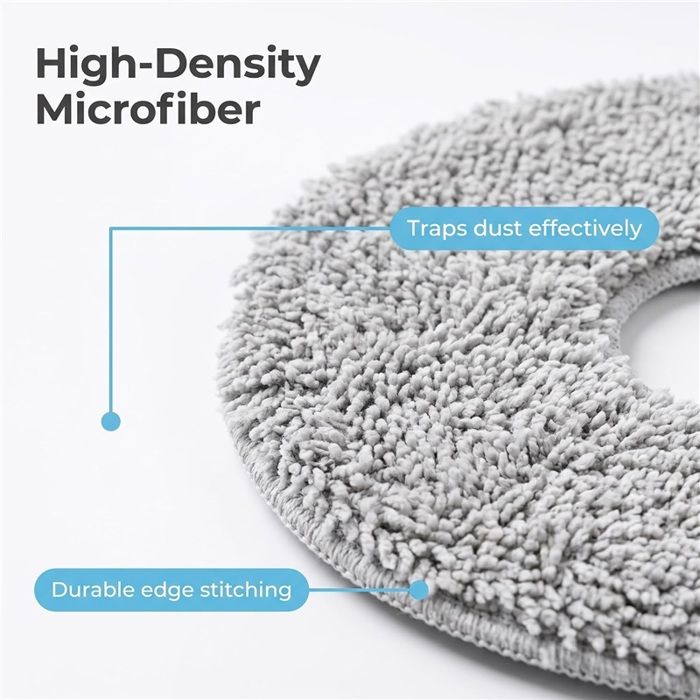 High-Density
Microfiber
Traps dust effectively
Durable edge stitching